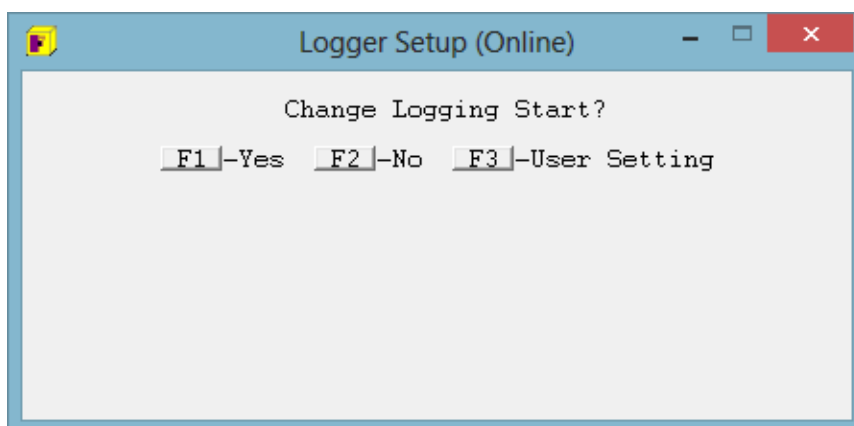 Logger Setup (Online)
Change Logging Start?
F1 -Yes F2 -No F3 -User Setting